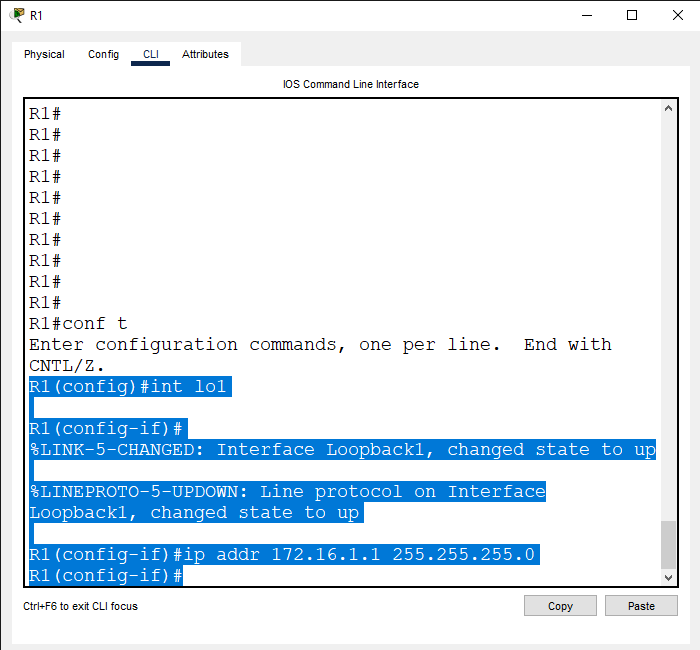 R1
Physical Config CLI Attributes
IOS Command Line Interface
R1#
R1#
R1#
R1#
R1#
R1#
R1#
R1#
R1#
R1#
R1#conf t
Enter configuration commands, one per line.  End with
CNTL/Z.
R1(config)#int lo1
R1(config-if)#
%LINK-5-CHANGED: Interface Loopback1, changed state to up
%LINEPROTO-5-UPDOWN: Line protocol on Interface
Loopback1, changed state to up
R1(config-if)#ip addr 172.16.1.1 255.255.255.0
R1(config-if)#
Ctrl+F6 to exit CLI focus Copy Paste